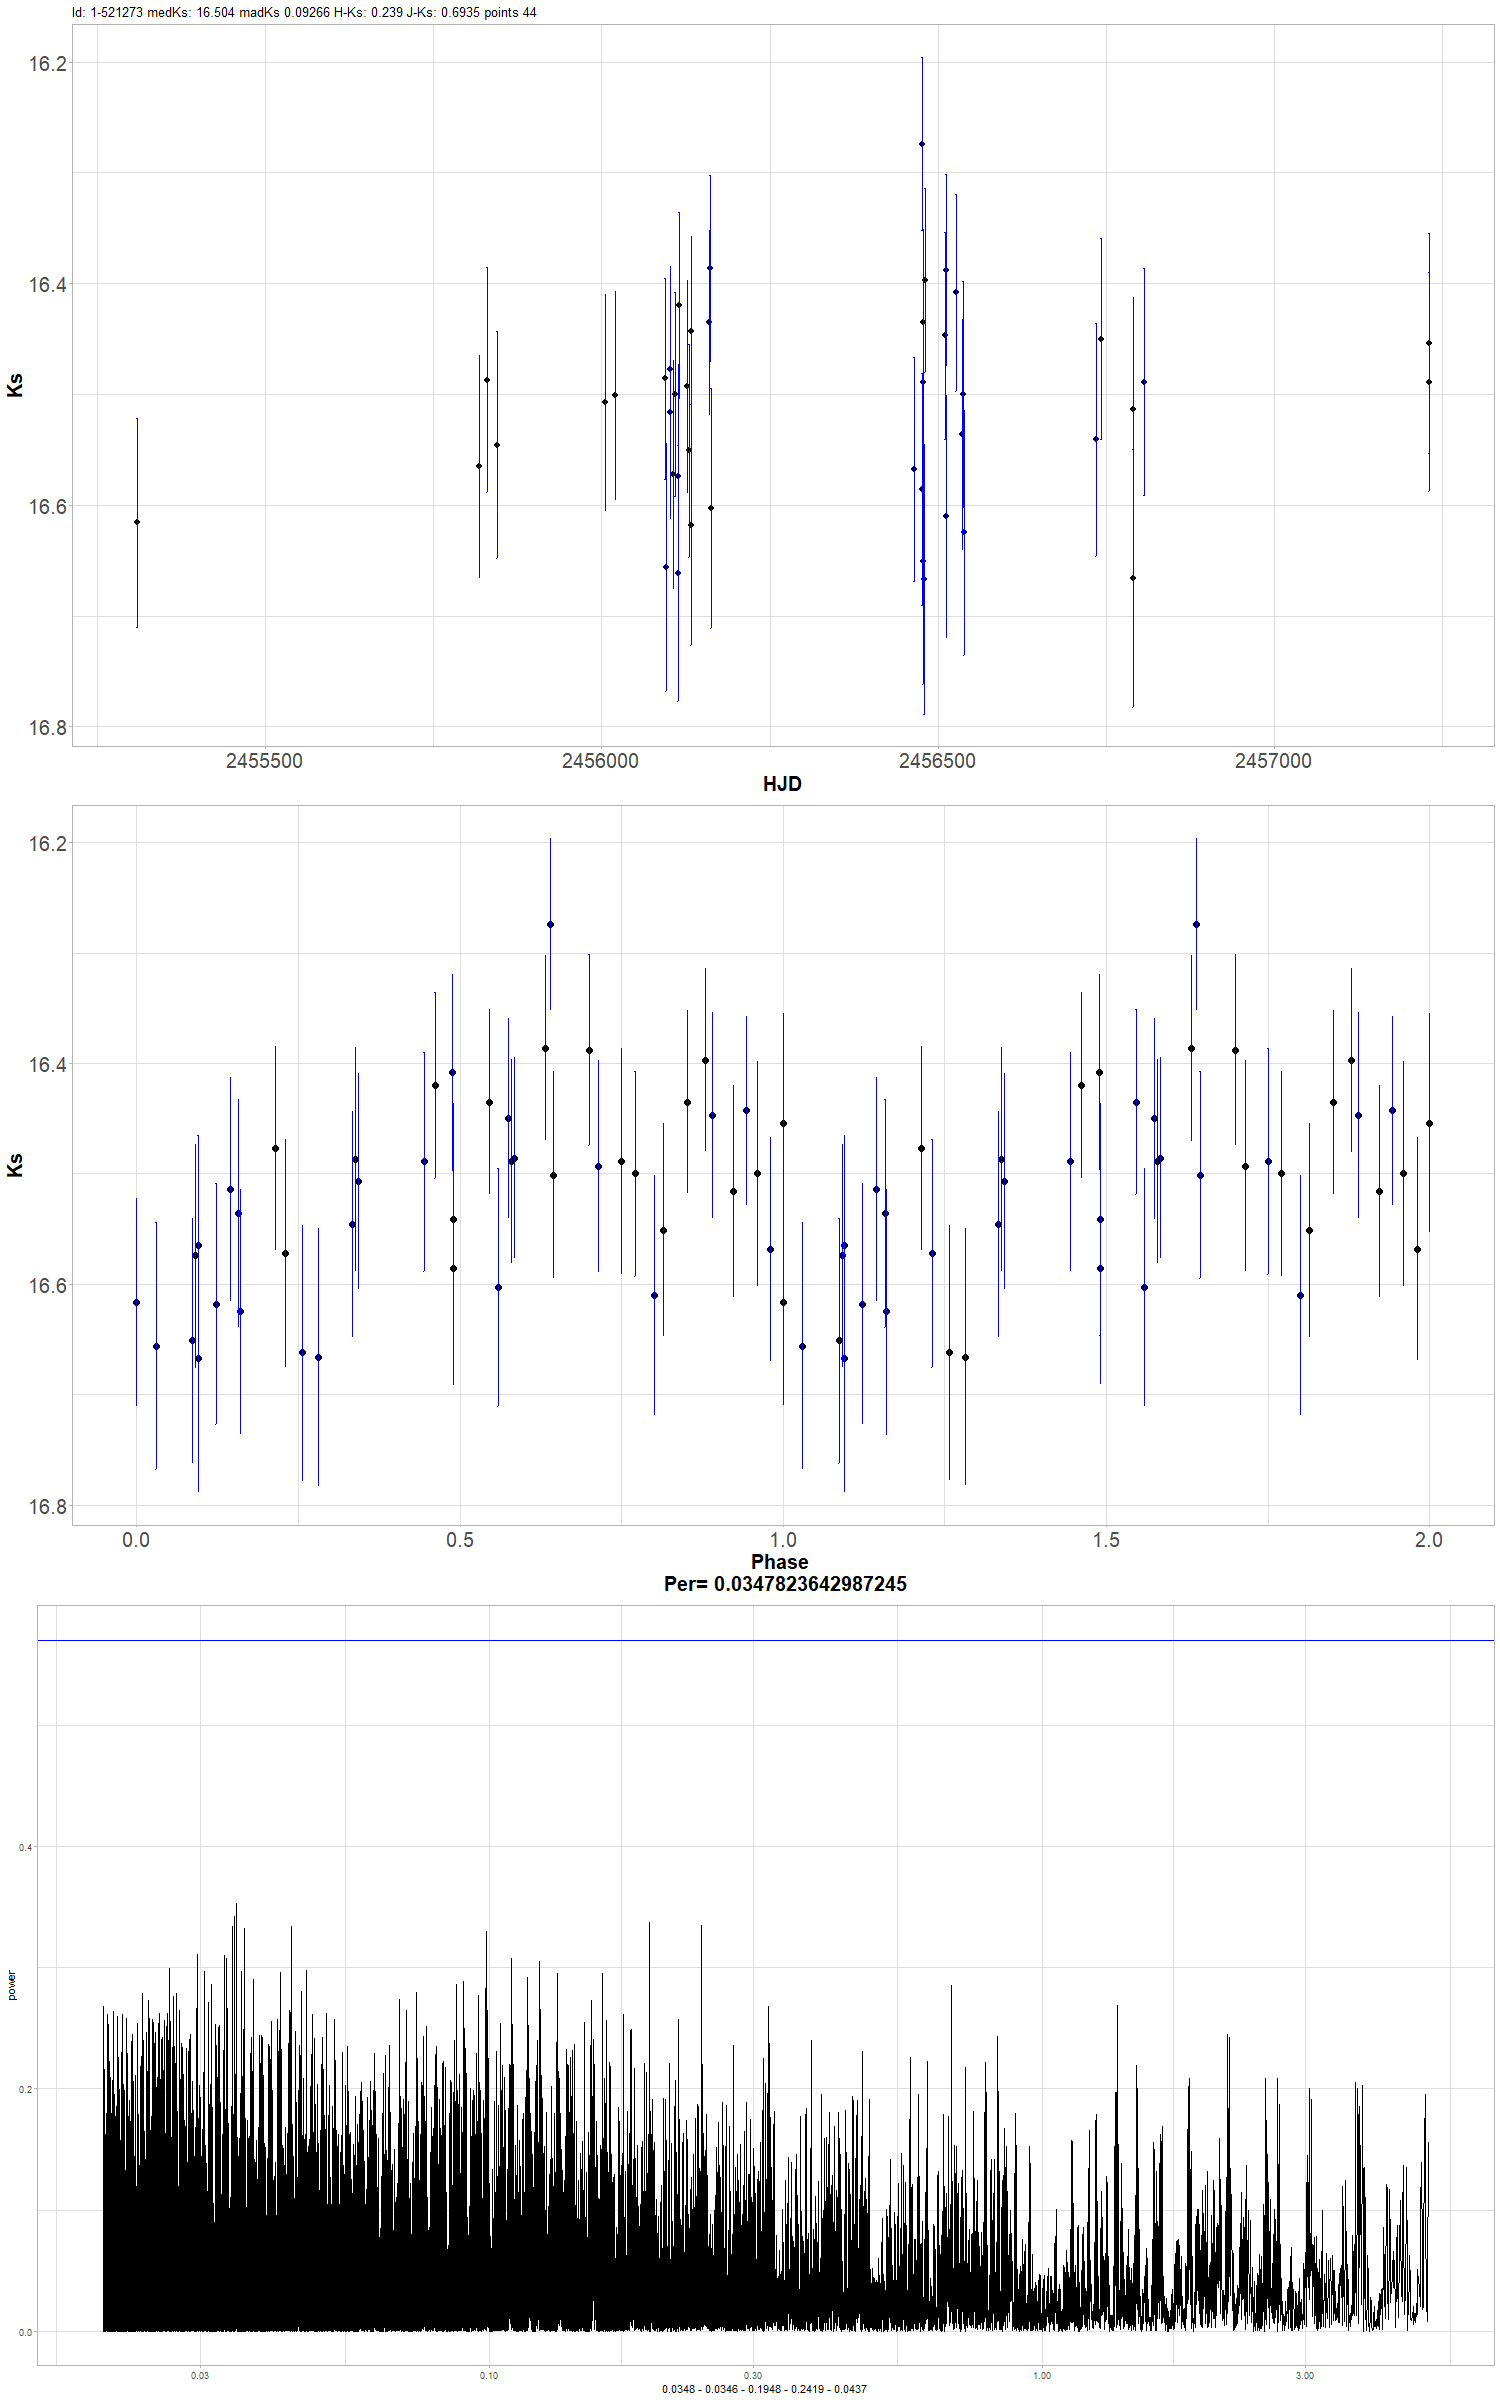 Id: 1-521273 medKs: 16.504 madKs 0.09266 H-Ks: 0.239 J-Ks: 0.6935 points 44
16.2
16.4
16.6
16.8
Ks
2455500 2456000 2456500 2457000
HJD
16.2
16.4
16.6
16.8
Ks
0.0 0.5 1.0 1.5 2.0
Phase
Per= 0.0347823642987245
0.4
0.2
0.0
power
0.03 0.10 0.30 1.00 3.00
0.0348 - 0.0346 - 0.1948 - 0.2419 - 0.0437